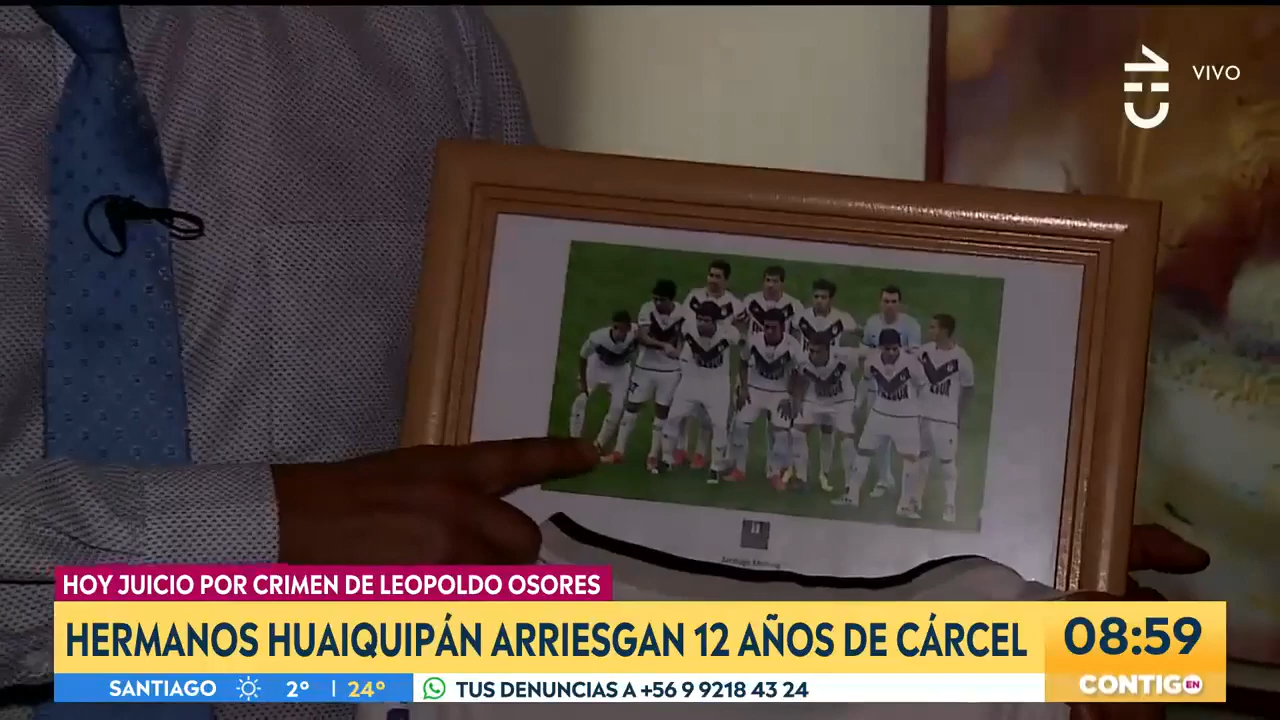 CHV VIVO
HOY JUICIO POR CRIMEN DE LEOPOLDO OSORES
HERMANOS HUAIQUIPÁN ARRIESGAN 12 AÑOS DE CÁRCEL
08:59
SANTIAGO 2° | 24° TUS DENUNCIAS A +56 9 9218 43 24
CONTIGO EN